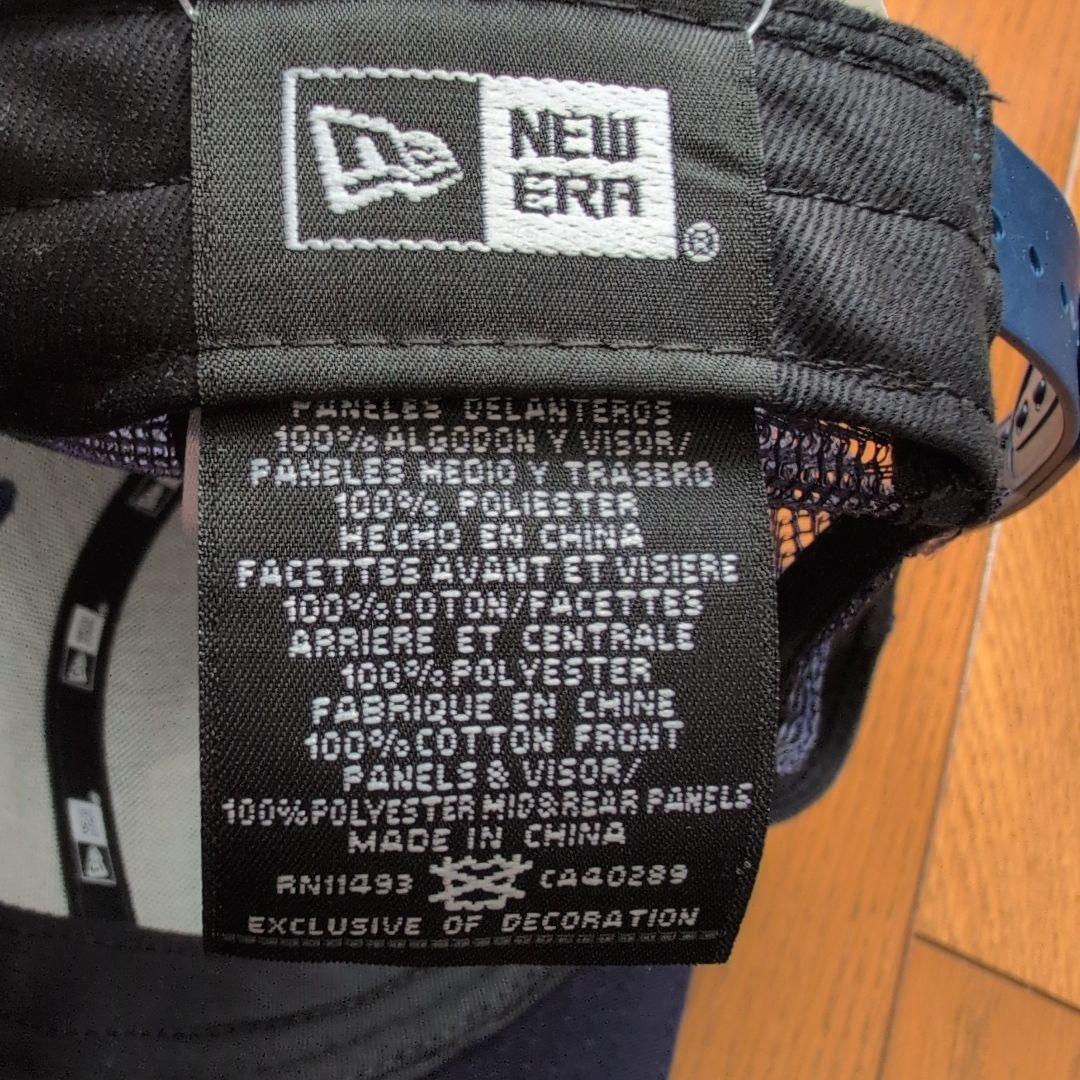 NEW
ERA
®
PANELES DELANTEROS
100% ALGODON Y VISOR/
PANELES MEDIO Y TRASERO
100% POLIESTER
HECHO EN CHINA
FACETTES AVANT ET VISIERE
100% COTON/FACETTES
ARRIERE ET CENTRALE
100% POLYESTER
FABRIQUE EN CHINE
100% COTTON FRONT
PANELS & VISOR/
100% POLYESTER MID&REAR PANELS
MADE IN CHINA
RN11493 CA40289
EXCLUSIVE OF DECORATION